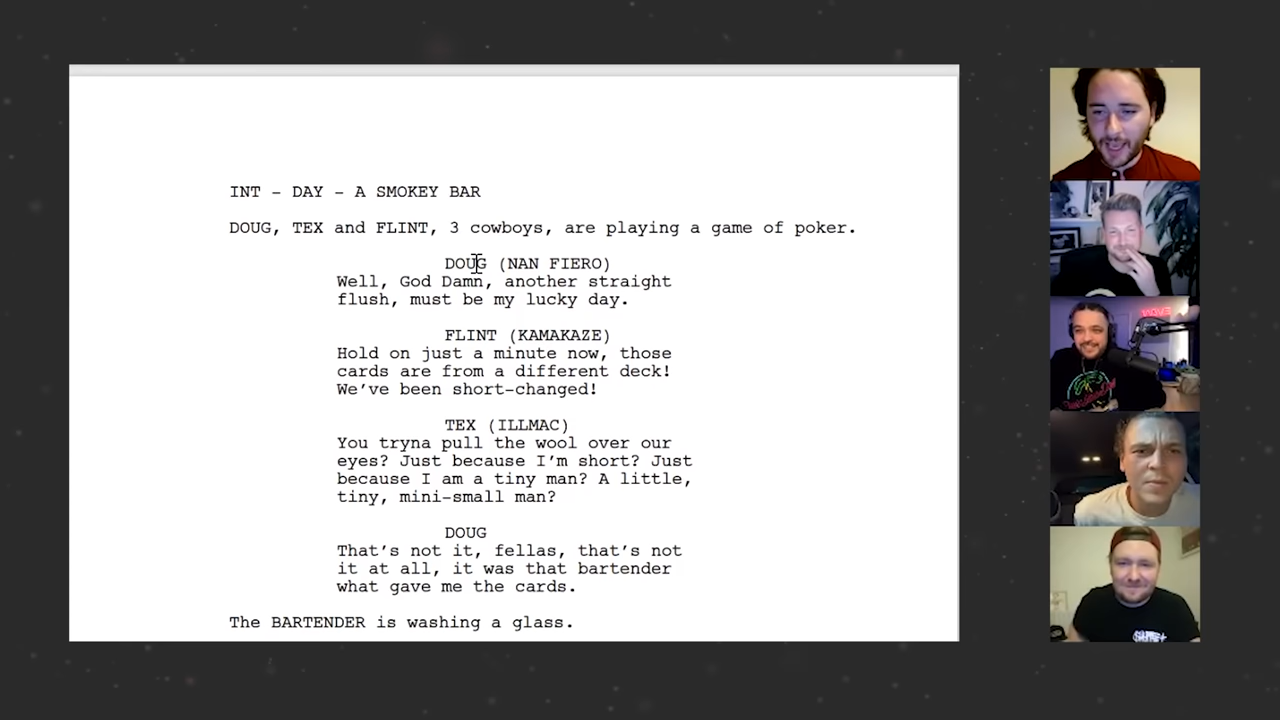 INT - DAY - A SMOKEY BAR
DOUG, TEX and FLINT, 3 cowboys, are playing a game of poker.
DOUG (NAN FIERO)
Well, God Damn, another straight
flush, must be my lucky day.
FLINT (KAMAKAZE)
Hold on just a minute now, those
cards are from a different deck!
We've been short-changed!
TEX (ILLMAC)
You tryna pull the wool over our
eyes? Just because I'm short? Just
because I am a tiny man? A little,
tiny, mini-small man?
DOUG
That's not it, fellas, that's not
it at all, it was that bartender
what gave me the cards.
The BARTENDER is washing a glass.